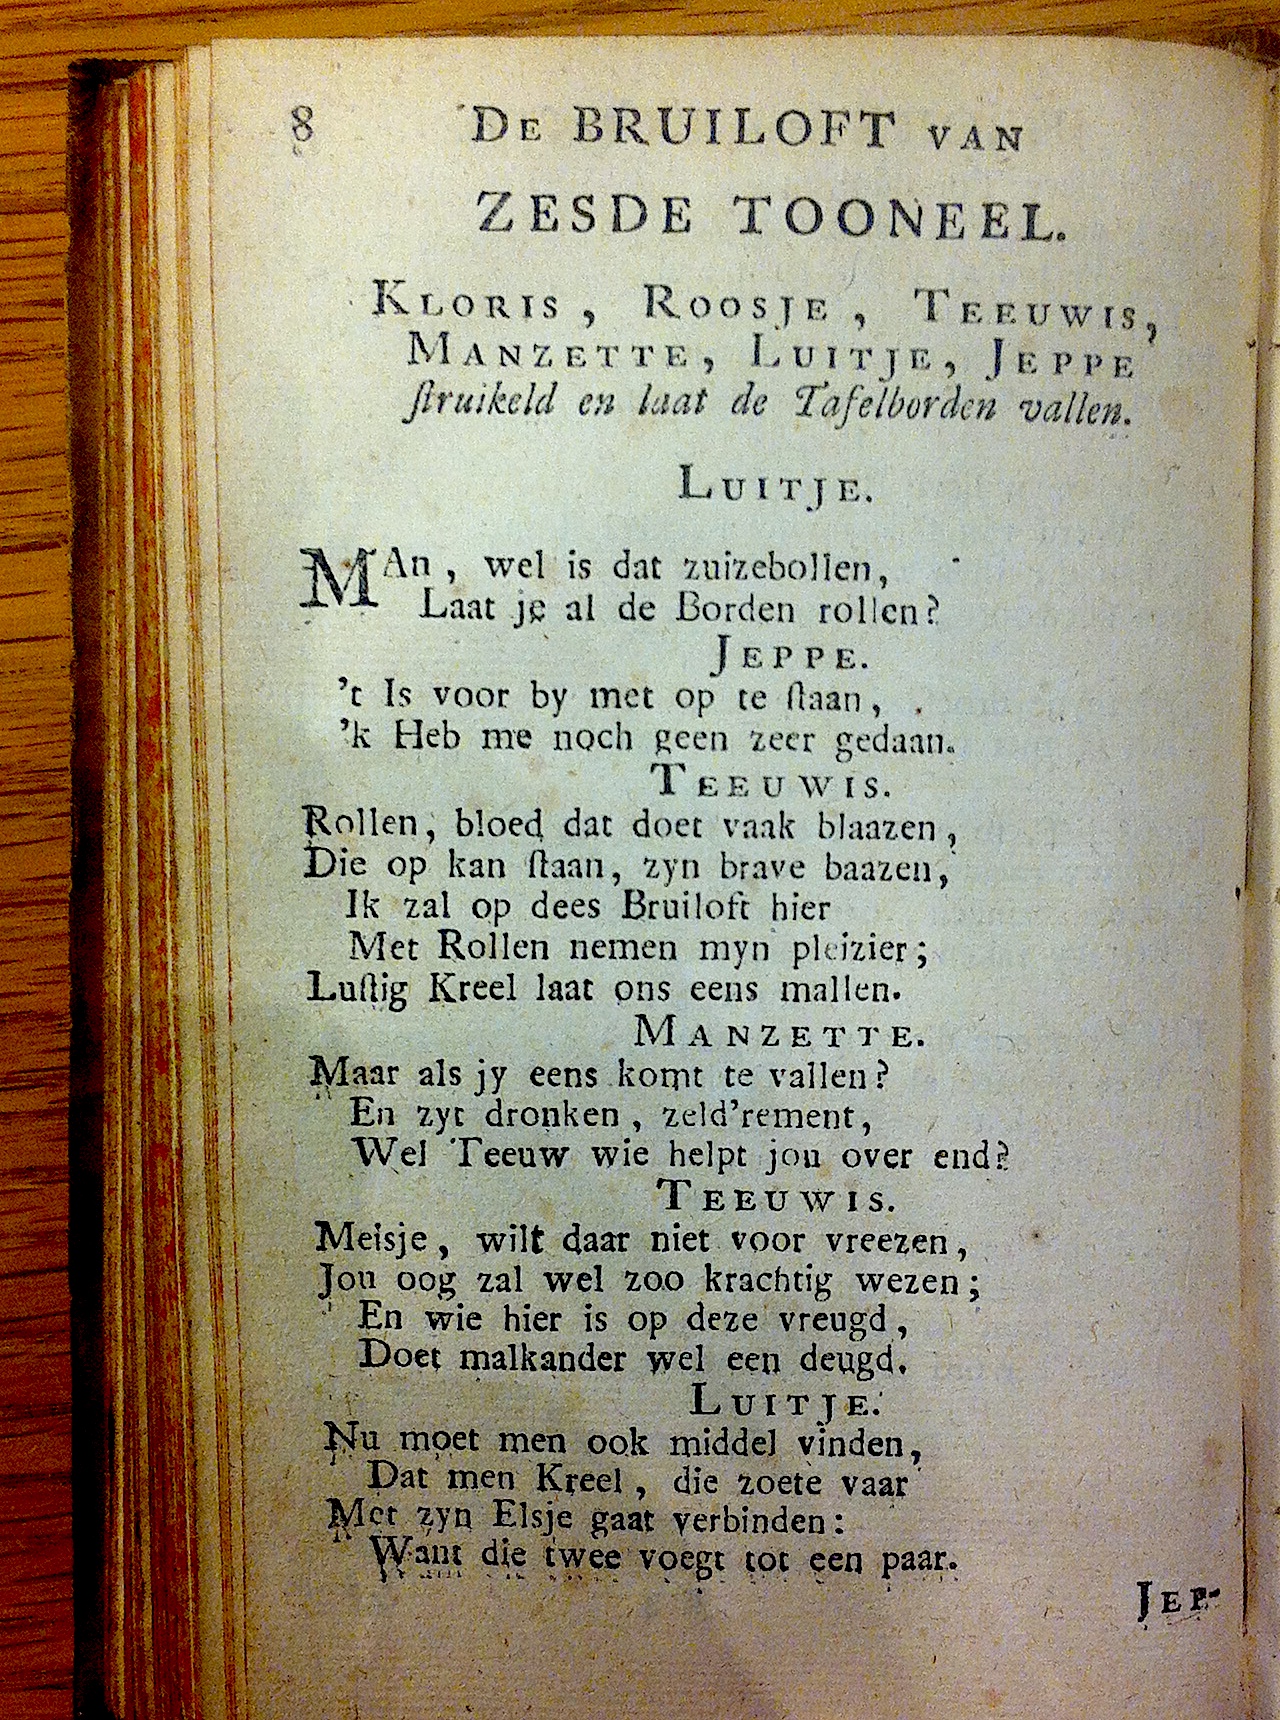 8 DE BRUILOFT VAN
ZESDE TOONEEL.
KLORIS, ROOSJE, TEEUWIS,
MANZETTE, LUITJE, JEPPE
ſtruikeld en laat de Tafelborden vallen.
LUITJE.
MAn, wel is dat zuizebollen,
Laat je al de Borden rollen?
JEPPE.
't Is voor by met op te ſtaan,
'k Heb me noch geen zeer gedaan.
TEEUWIS.
Rollen, bloed dat doet vaak blaazen,
Die op kan ſtaan, zyn brave baazen,
Ik zal op dees Bruiloft hier
Met Rollen nemen myn pleizier;
Luſtig Kreel laat ons eens mallen.
MANZETTE.
Maar als jy eens komt te vallen?
En zyt dronken, zeld'rement,
Wel Teeuw wie helpt jou over end?
TEEUWIS.
Meisje, wilt daar niet voor vreezen,
Jou oog zal wel zoo krachtig wezen;
En wie hier is op deze vreugd,
Doet malkander wel een deugd.
LUITJE.
Nu moet men ook middel vinden,
Dat men Kreel, die zoete vaar
Met zyn Elsje gaat verbinden:
Want die twee voegt tot een paar.
JEP-